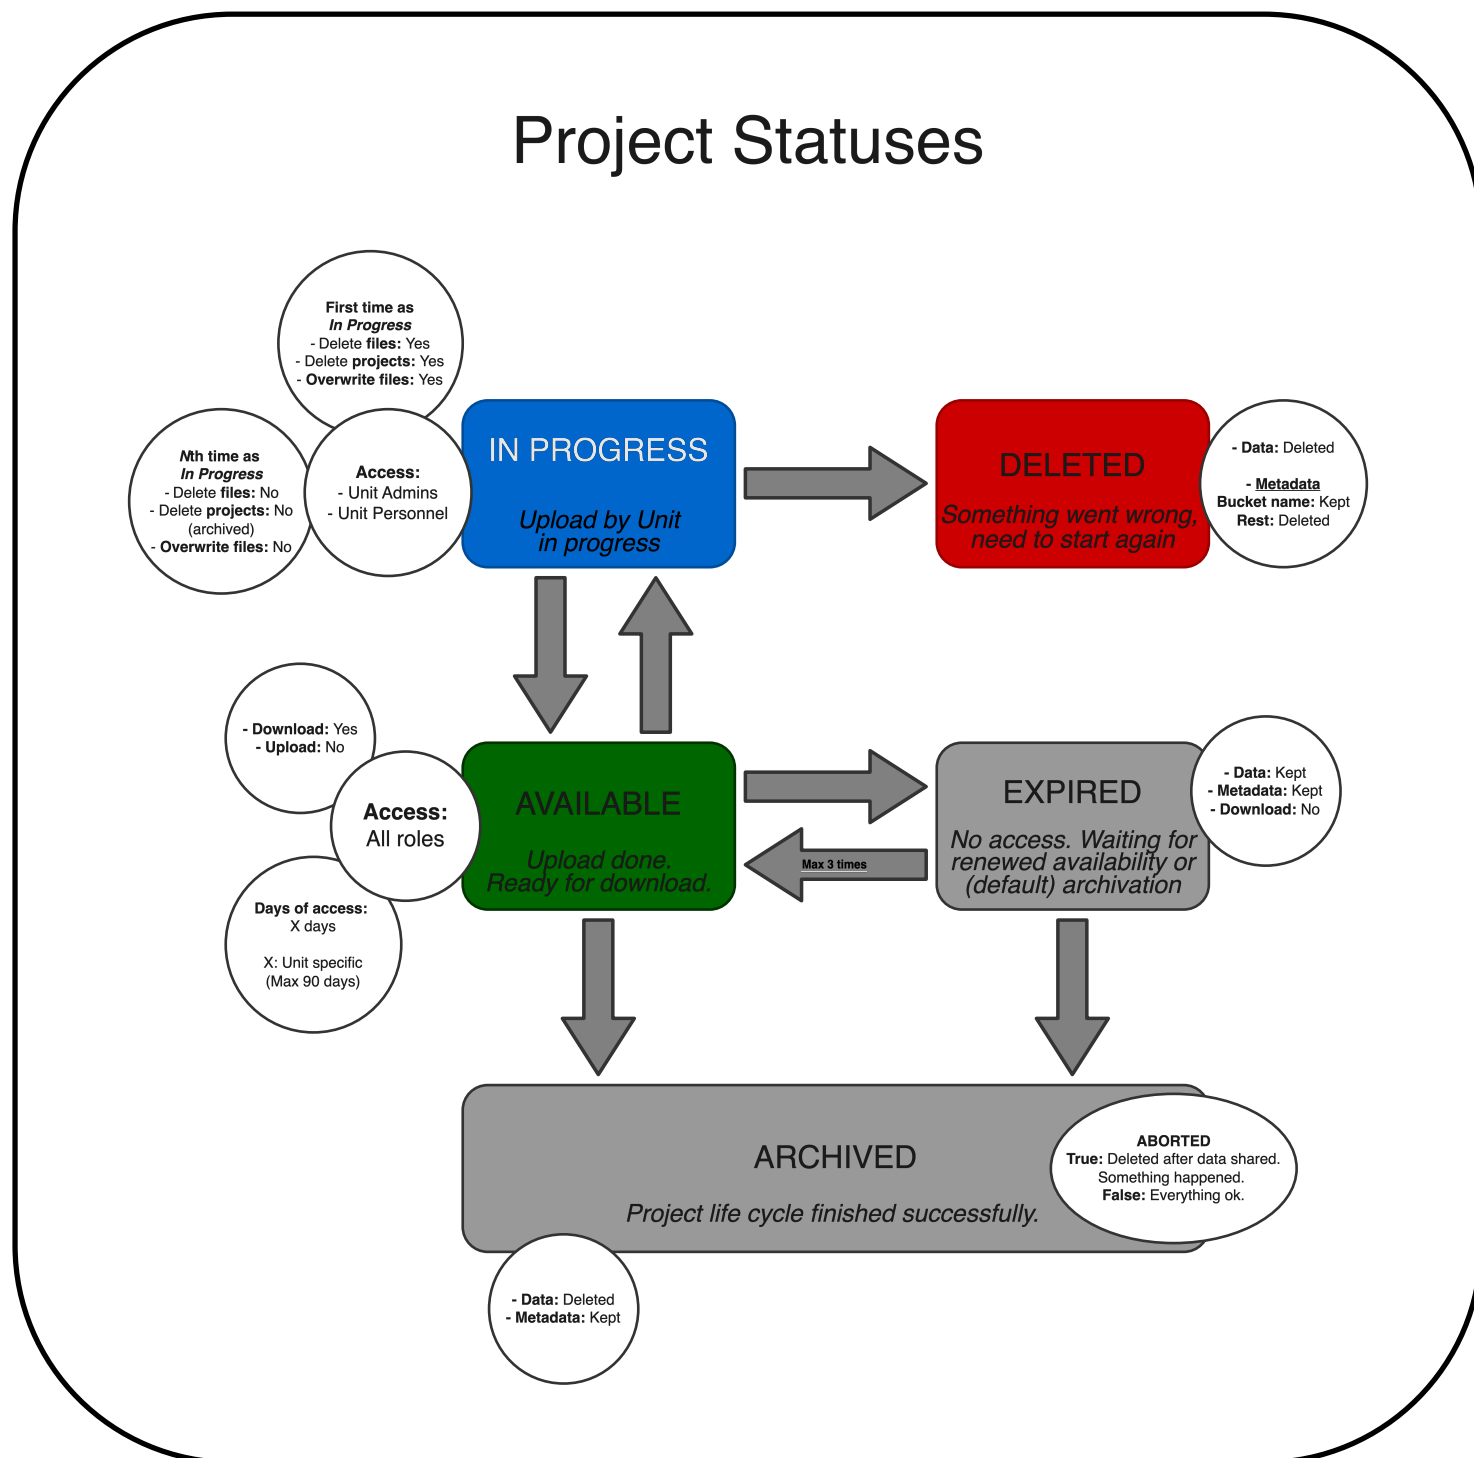 Project Statuses
First time as
In Progress
- Delete files: Yes
- Delete projects: Yes
- Overwrite files: Yes
Nth time as
In Progress
- Delete files: No
- Delete projects: No
(archived)
- Overwrite files: No
Access:
- Unit Admins
- Unit Personnel
IN PROGRESS
Upload by Unit
in progress
DELETED
Something went wrong,
need to start again
- Data: Deleted
- Metadata
Bucket name: Kept
Rest: Deleted
- Download: Yes
- Upload: No
Access:
All roles
Days of access:
X days
X: Unit specific
(Max 90 days)
AVAILABLE
Upload done.
Ready for download.
Max 3 times
EXPIRED
No access. Waiting for
renewed availability or
(default) archivation
- Data: Kept
- Metadata: Kept
- Download: No
ARCHIVED
Project life cycle finished successfully.
ABORTED
True: Deleted after data shared.
Something happened.
False: Everything ok.
- Data: Deleted
- Metadata: Kept